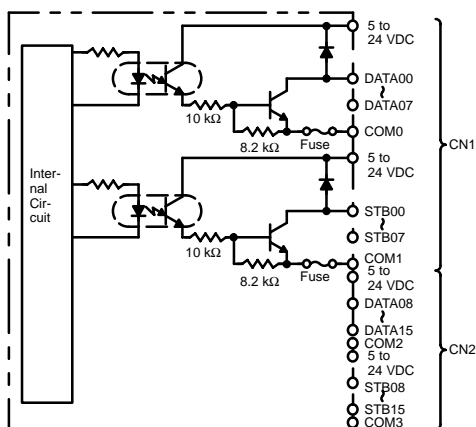 5 to
24 VDC
DATA00
~
DATA07
COM0
10 kΩ
8.2 kΩ
Fuse
5 to
24 VDC
CN1
Inter-
nal
Cir-
cuit
STB00
~
STB07
10 kΩ
8.2 kΩ
Fuse
COM1
5 to
24 VDC
DATA08
~
DATA15
COM2
5 to
24 VDC
CN2
STB08
~
STB15
COM3